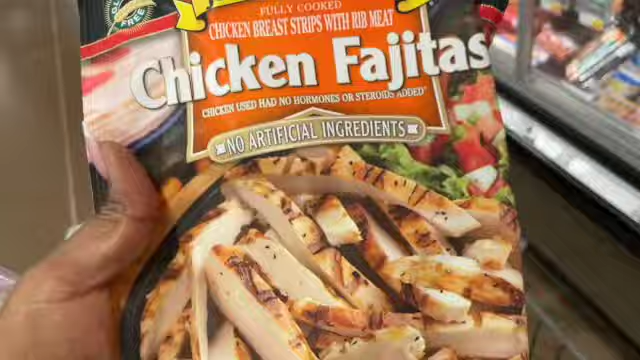 FREE
FULLY COOKED
CHICKEN BREAST STRIPS WITH RIB MEAT
Chicken Fajitas
CHICKEN USED HAD NO HORMONES OR STEROIDS ADDED*
NO ARTIFICIAL INGREDIENTS